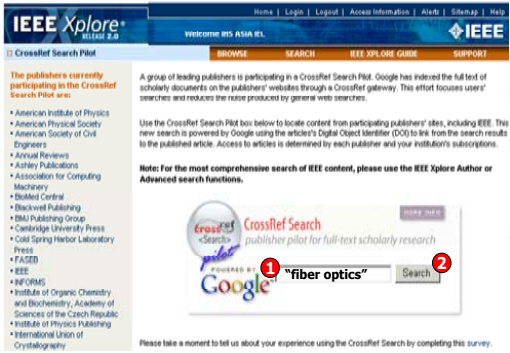 Home | Login | Logout | Access Information | Alerts | Sitemap | Help
IEEE Xplore®
RELEASE 2.0
Welcome INS ASIA IEL
IEEE
CrossRef Search Pilot
BROWSE SEARCH IEEE XPLORE GUIDE SUPPORT
The publishers currently
participating in the CrossRef
Search Pilot are:
• American Institute of Physics
• American Physical Society
• American Society of Civil
Engineers
• Annual Reviews
• Ashley Publications
• Association for Computing
Machinery
• BioMed Central
• Blackwell Publishing
• BMJ Publishing Group
• Cambridge University Press
• Cold Spring Harbor Laboratory
Press
• FASEB
• IEEE
• INFORMS
• Institute of Organic Chemistry
and Biochemistry, Academy of
Sciences of the Czech Republic
• Institute of Physics Publishing
• International Union of
Crystallography
A group of leading publishers is participating in a CrossRef Search Pilot. Google has indexed the full text of
scholarly documents on the publishers' websites through a CrossRef gateway. This effort focuses users'
searches and reduces the noise produced by general web searches.
Use the CrossRef Search Pilot box below to locate content from participating publishers' sites, including IEEE. This
new search is powered by Google using the articles's Digital Object Identifier (DOI) to link from the search results
to the published article. Access to articles is determined by each publisher and your institution's subscriptions.
Note: For the most comprehensive search of IEEE content, please use the IEEE Xplore Author or
Advanced search functions.
MORE INFO
crossref
<Search>
pilot
CrossRef Search
publisher pilot for full-text scholarly research
POWERED BY
Google
1 "fiber optics" Search 2
Please take a moment to tell us about your experience using the CrossRef Search by completing this survey.